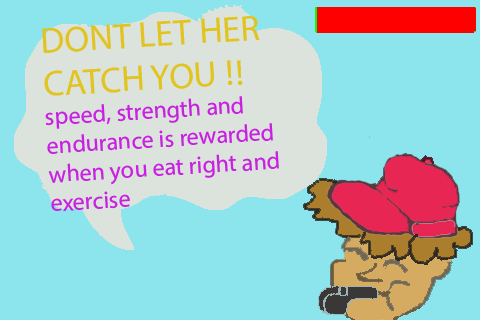 DONT LET HER
CATCH YOU !!
speed, strength and
endurance is rewarded
when you eat right and
exercise